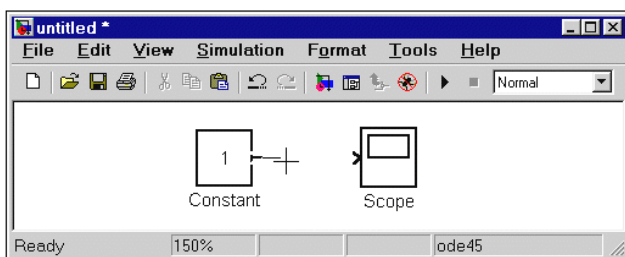 untitled *
File Edit View Simulation Format Tools Help
Normal
1
Constant Scope
Ready 150% ode45